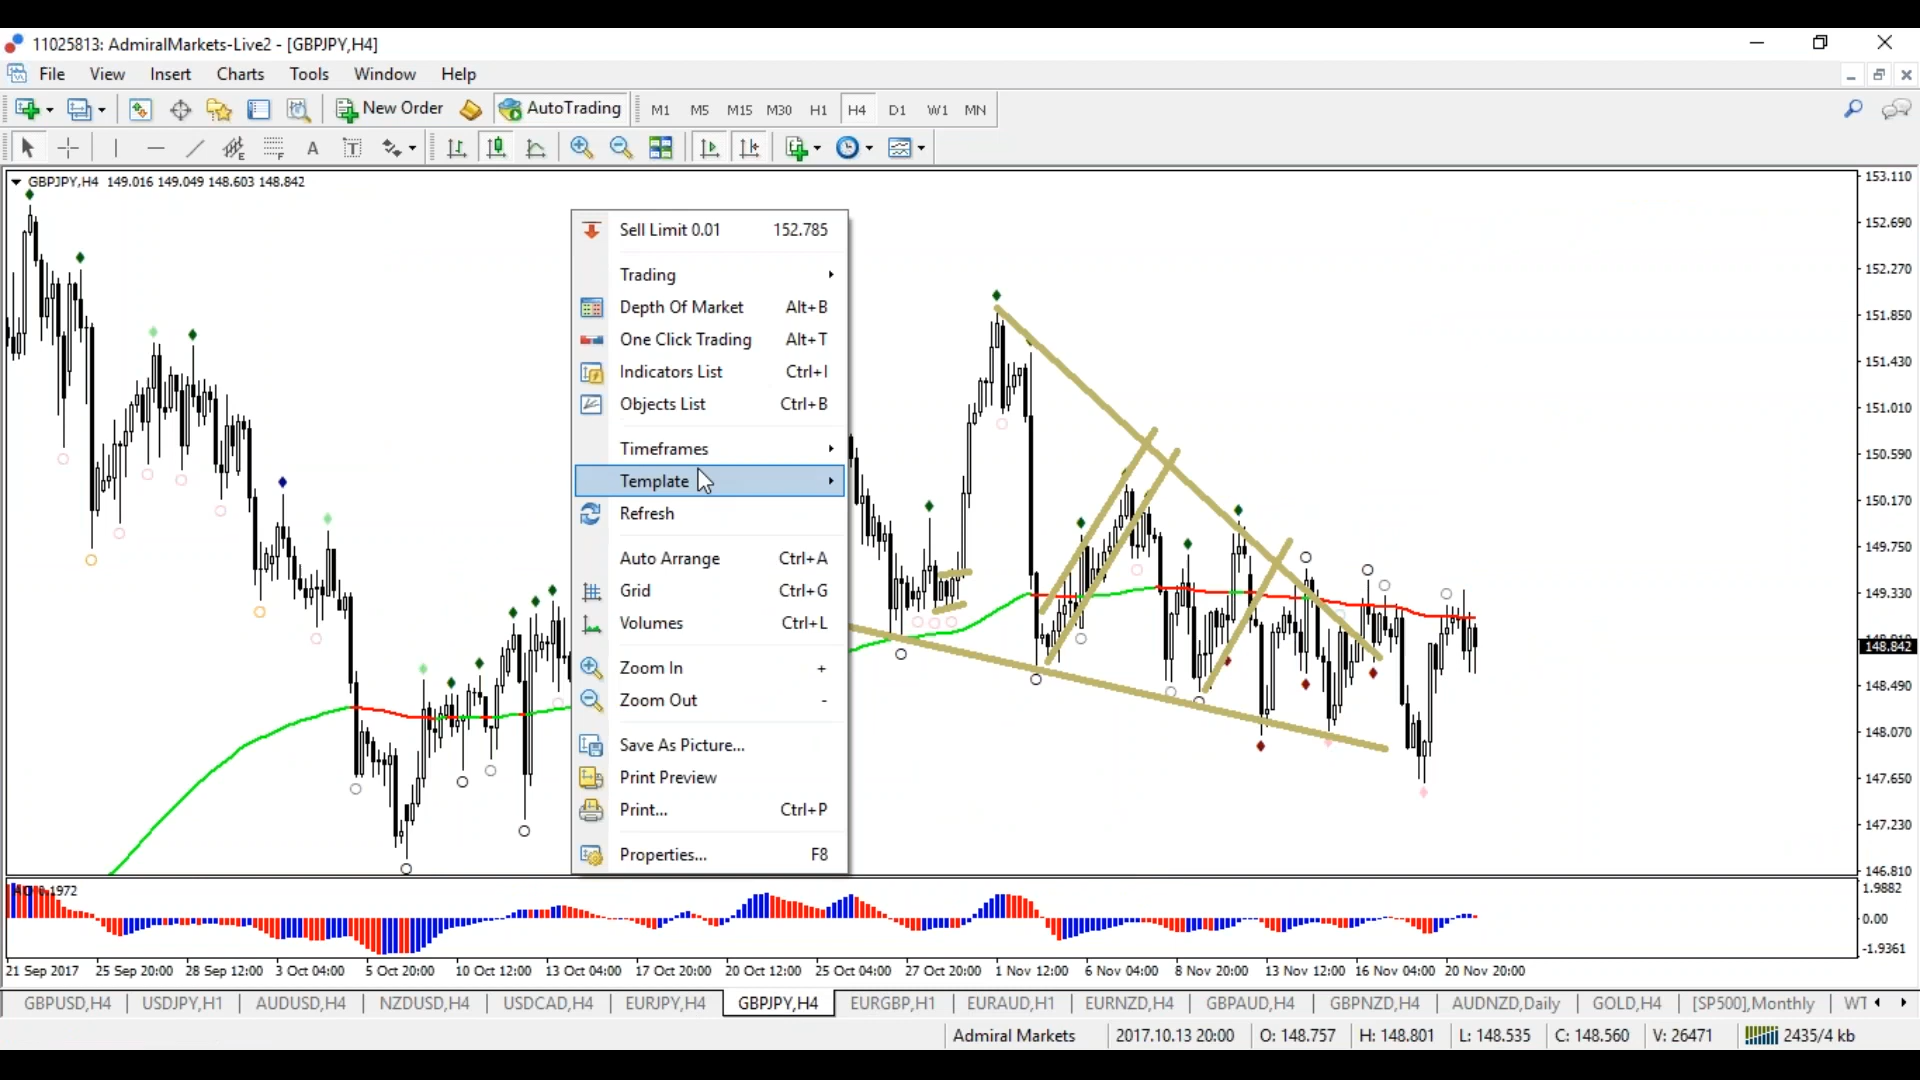 11025813: AdmiralMarkets-Live2 - [GBPJPY,H4]
File View Insert Charts Tools Window Help
New Order AutoTrading M1 M5 M15 M30 H1 H4 D1 W1 MN
A T
GBPJPY,H4 149.016 149.049 148.603 148.842
153.110
152.690
152.270
151.850
151.430
151.010
150.590
150.170
149.750
149.330
148.842
148.490
148.070
147.650
147.230
146.810
Sell Limit 0.01 152.785
Trading
Depth Of Market Alt+B
One Click Trading Alt+T
Indicators List Ctrl+I
Objects List Ctrl+B
Timeframes
Template
Refresh
Auto Arrange Ctrl+A
Grid Ctrl+G
Volumes Ctrl+L
Zoom In +
Zoom Out -
Save As Picture...
Print Preview
Print... Ctrl+P
Properties... F8
1.9882
0.00
-1.9361
21 Sep 2017 25 Sep 20:00 28 Sep 12:00 3 Oct 04:00 5 Oct 20:00 10 Oct 12:00 13 Oct 04:00 17 Oct 20:00 20 Oct 12:00 25 Oct 04:00 27 Oct 20:00 1 Nov 12:00 6 Nov 04:00 8 Nov 20:00 13 Nov 12:00 16 Nov 04:00 20 Nov 20:00
GBPUSD,H4 USDJPY,H1 AUDUSD,H4 NZDUSD,H4 USDCAD,H4 EURJPY,H4 GBPJPY,H4 EURGBP,H1 EURAUD,H1 EURNZD,H4 GBPAUD,H4 GBPNZD,H4 AUDNZD,Daily GOLD,H4 [SP500],Monthly WT
Admiral Markets 2017.10.13 20:00 O: 148.757 H: 148.801 L: 148.535 C: 148.560 V: 26471 2435/4 kb